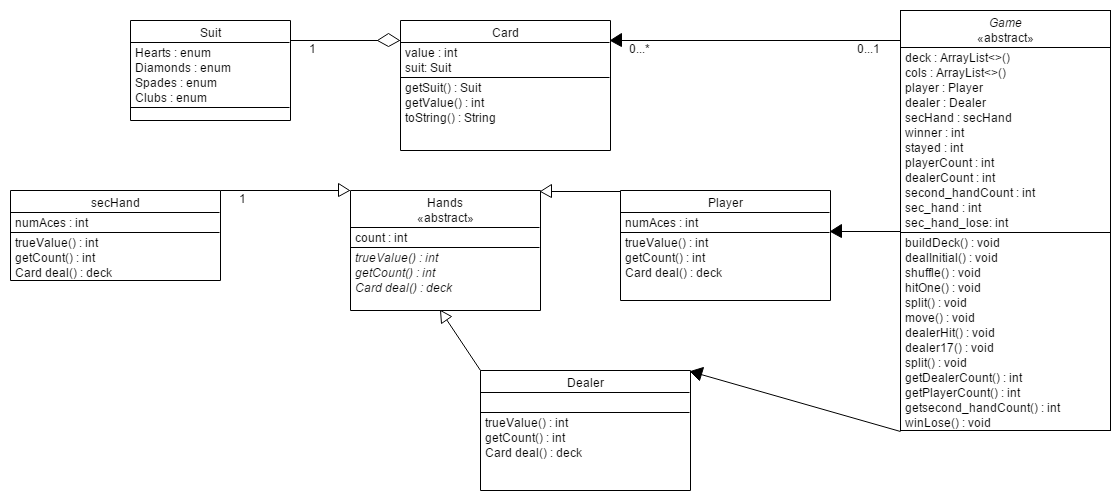 Suit
Hearts : enum
Diamonds : enum
Spades : enum
Clubs : enum
1
Card
value : int
suit: Suit
getSuit() : Suit
getValue() : int
toString() : String
0...*
0...1
Game
«abstract»
deck : ArrayList<>()
cols : ArrayList<>()
player : Player
dealer : Dealer
secHand : secHand
winner : int
stayed : int
playerCount : int
dealerCount : int
second_handCount : int
sec_hand : int
sec_hand_lose: int
buildDeck() : void
dealInitial() : void
shuffle() : void
hitOne() : void
split() : void
move() : void
dealerHit() : void
dealer17() : void
split() : void
getDealerCount() : int
getPlayerCount() : int
getsecond_handCount() : int
winLose() : void
secHand
numAces : int
trueValue() : int
getCount() : int
Card deal() : deck
1
Hands
«abstract»
count : int
trueValue() : int
getCount() : int
Card deal() : deck
Player
numAces : int
trueValue() : int
getCount() : int
Card deal() : deck
Dealer
trueValue() : int
getCount() : int
Card deal() : deck